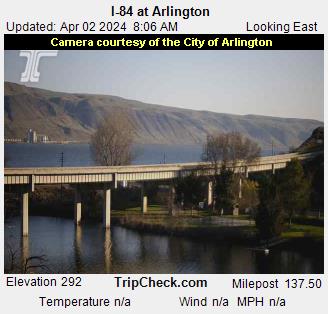 I-84 at Arlington
Updated: Apr 02 2024 8:06 AM Looking East
Camera courtesy of the City of Arlington
Elevation 292 TripCheck.com Milepost 137.50
Temperature n/a Wind n/a MPH n/a